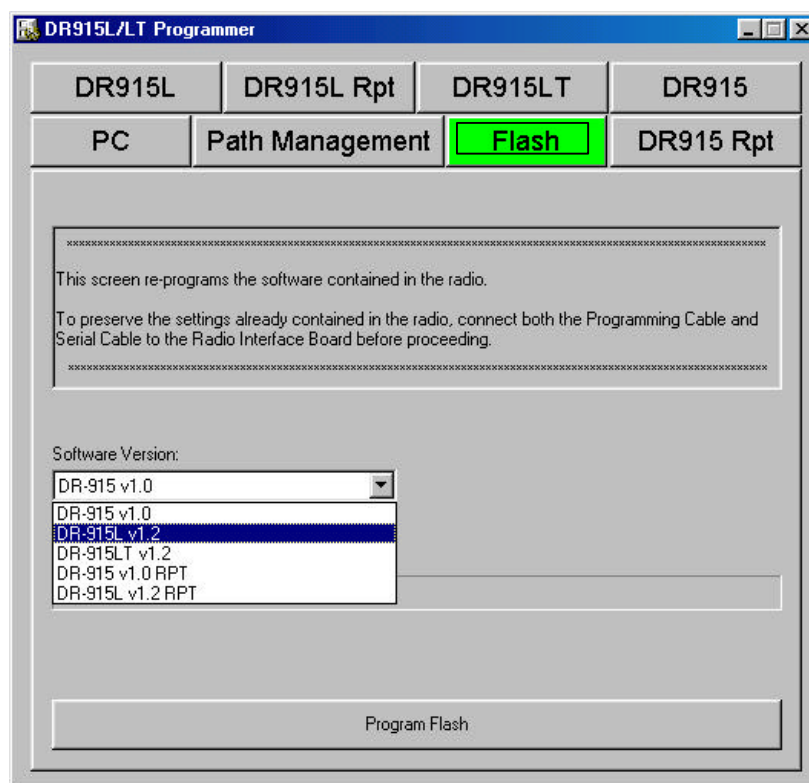 DR915L/LT Programmer
DR915L DR915L Rpt DR915LT DR915
PC Path Management Flash DR915 Rpt
This screen re-programs the software contained in the radio.
To preserve the settings already contained in the radio, connect both the Programming Cable and
Serial Cable to the Radio Interface Board before proceeding.
Software Version:
DR-915 v1.0
DR-915 v1.0
DR-915L v1.2
DR-915LT v1.2
DR-915 v1.0 RPT
DR-915L v1.2 RPT
Program Flash